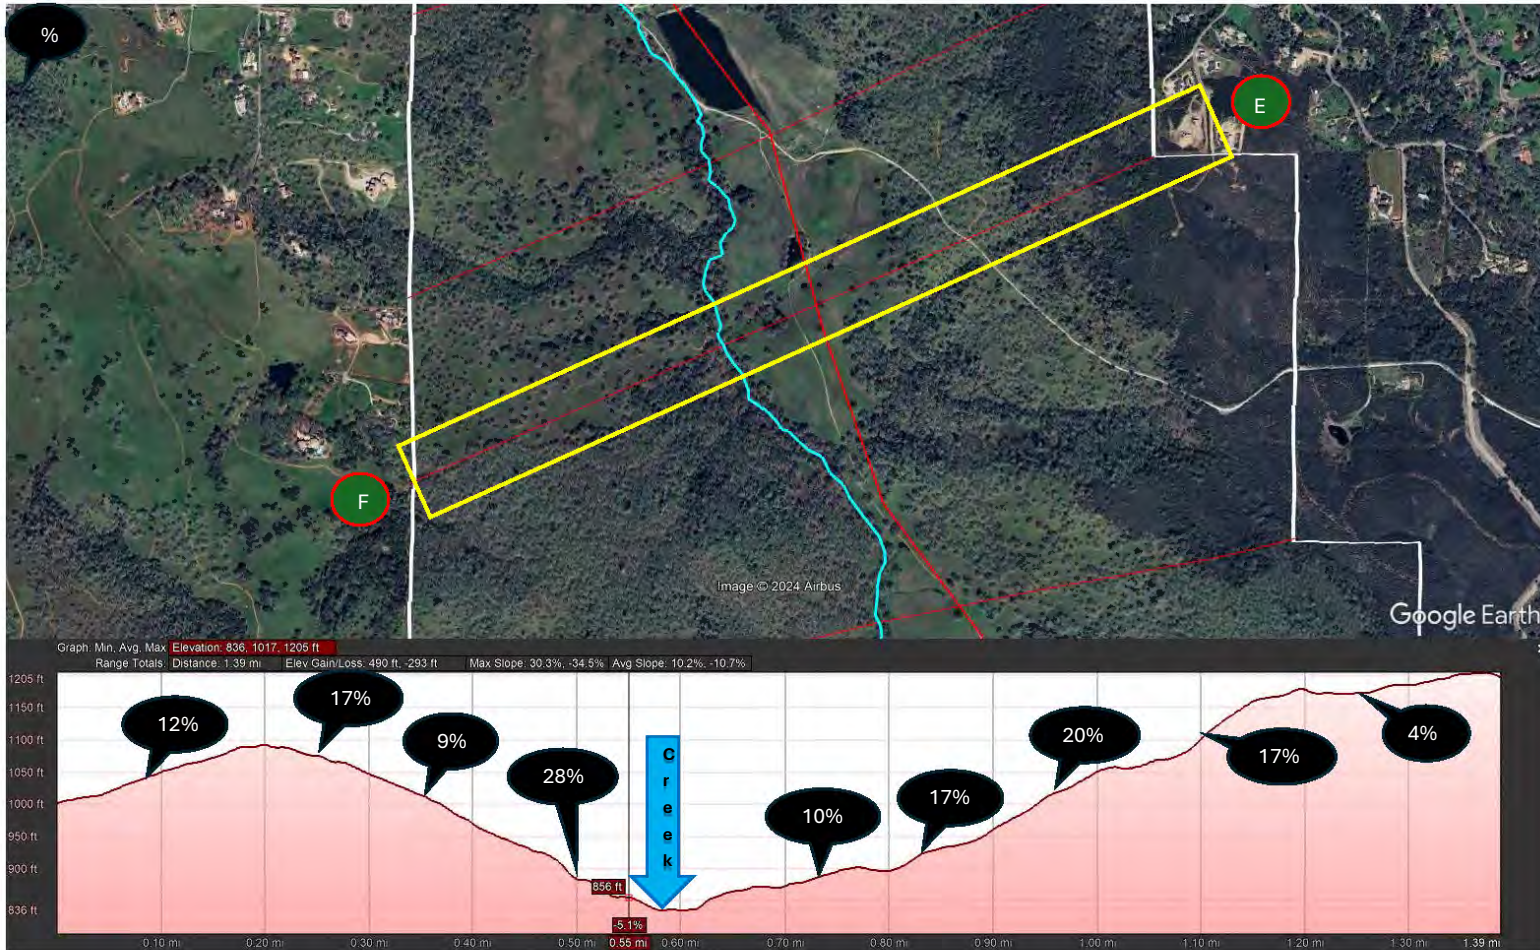 %
E
F
Image © 2024 Airbus
Google Earth
Graph: Min, Avg, Max Elevation: 836, 1017, 1205 ft
Range Totals: Distance: 1.39 mi Elev Gain/Loss: 490 ft, -293 ft Max Slope: 30.3%, -34.5% Avg Slope: 10.2%, -10.7%
1205 ft
1150 ft
1100 ft
1050 ft
1000 ft
950 ft
900 ft
836 ft
12%
17%
9%
28%
Creek
10%
17%
20%
17%
4%
856 ft
-5.1%
0.10 mi 0.20 mi 0.30 mi 0.40 mi 0.50 mi 0.55 mi 0.60 mi 0.70 mi 0.80 mi 0.90 mi 1.00 mi 1.10 mi 1.20 mi 1.30 mi 1.39 mi